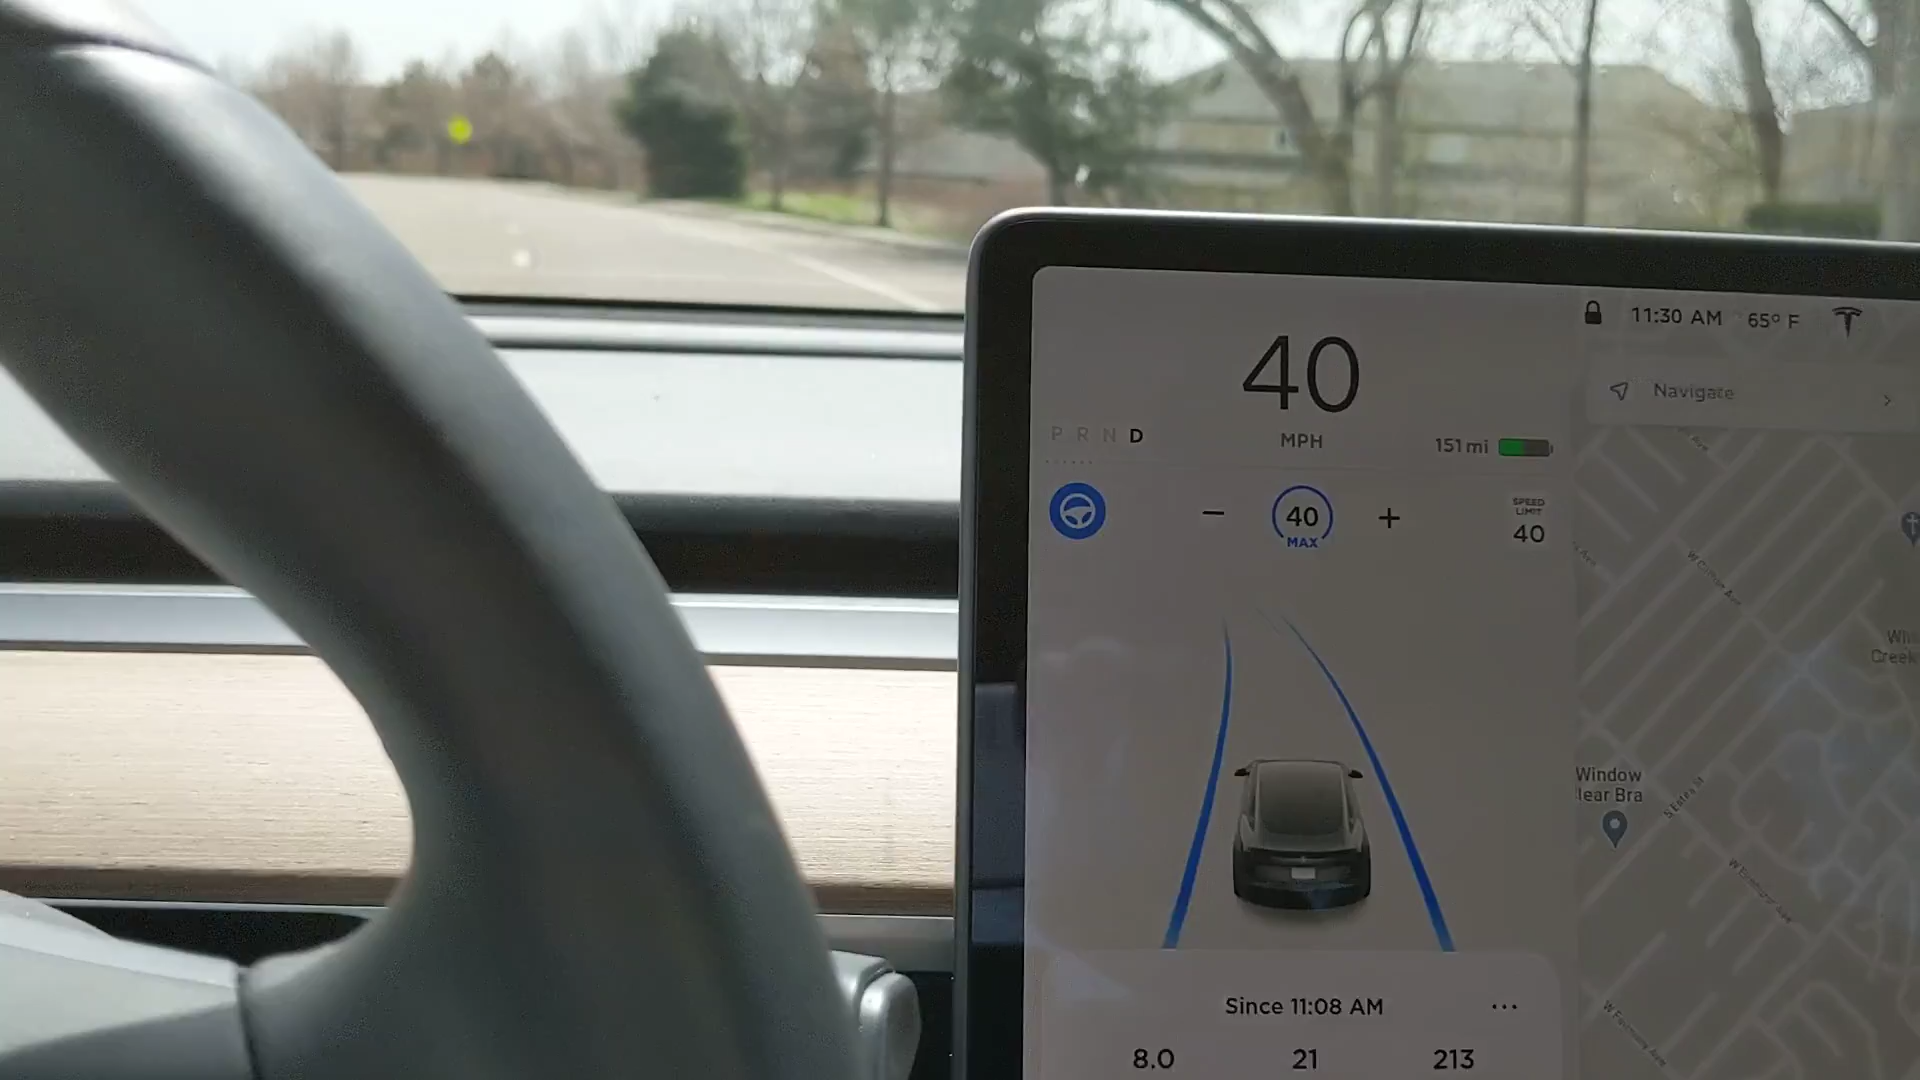 11:30 AM 65° F
40
MPH
Navigate
P R N D
151 mi
40
MAX
SPEED
LIMIT
40
Window
lear Bra
Creek
Since 11:08 AM
8.0 21 213